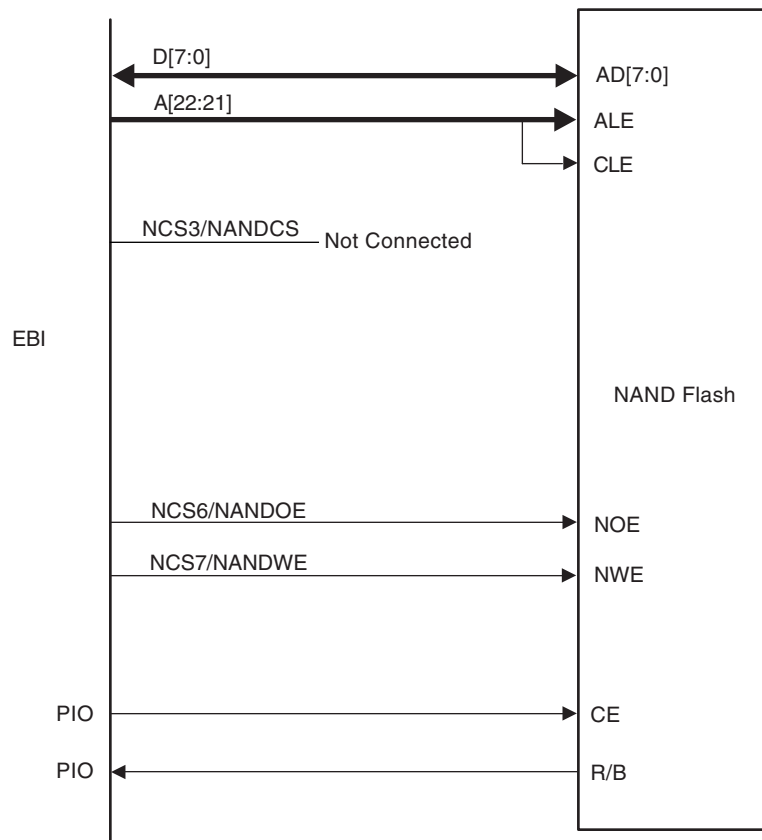 D[7:0]
AD[7:0]
A[22:21]
ALE
CLE
NCS3/NANDCS
Not Connected
EBI
NAND Flash
NCS6/NANDOE
NOE
NCS7/NANDWE
NWE
PIO
CE
PIO
R/B